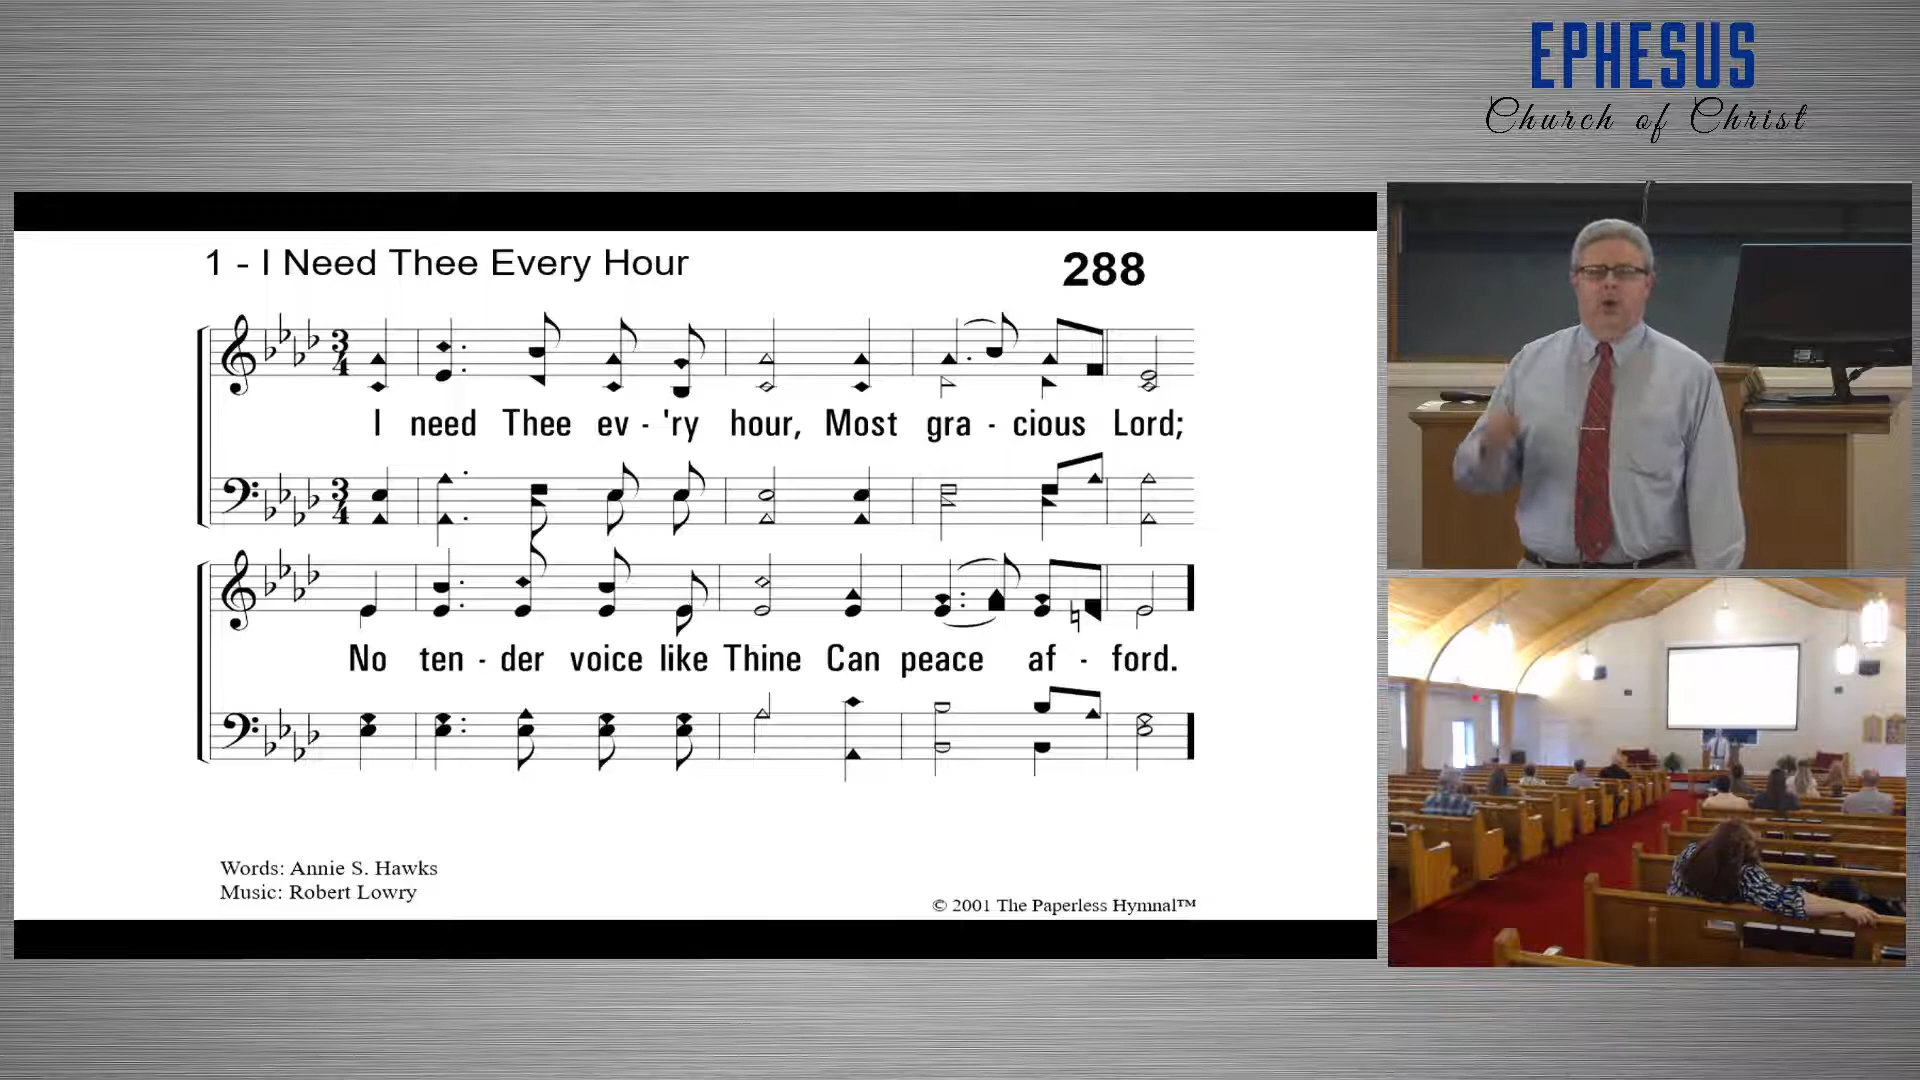 EPHESUS
Church of Christ
1 - I Need Thee Every Hour
288
I need Thee ev - 'ry hour, Most gra - cious Lord;
No ten - der voice like Thine Can peace af - ford.
Words: Annie S. Hawks
Music: Robert Lowry
© 2001 The Paperless Hymnal™